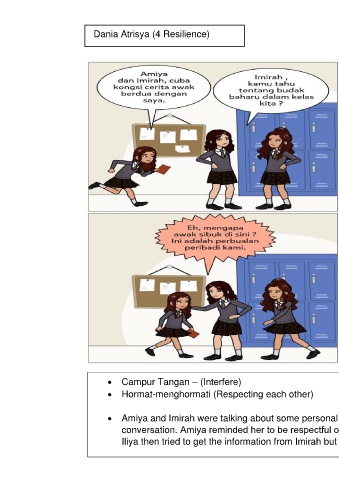 Dania Atrisya (4 Resilience)
Amiya
dan Imirah, cuba
kongsi cerita awak
berdua dengan
saya.
Imirah ,
kamu tahu
tentang budak
baharu dalam kelas
kita ?
Eh, mengapa
awak sibuk di sini ?
Ini adalah perbualan
peribadi kami.
• Campur Tangan – (Interfere)
• Hormat-menghormati (Respecting each other)
• Amiya and Imirah were talking about some personal
conversation. Amiya reminded her to be respectful o
Iliya then tried to get the information from Imirah but